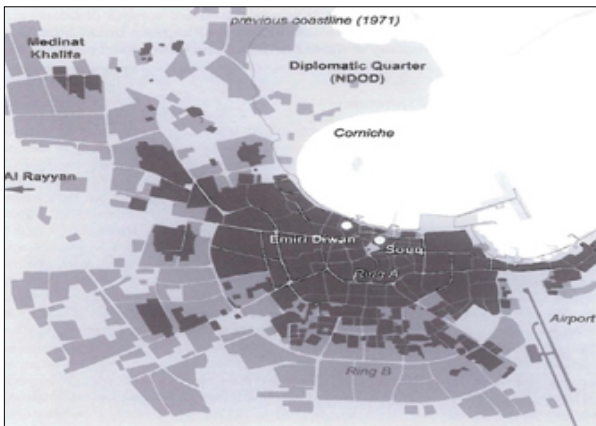 previous coastline (1971)
Medinat
Khalifa
Diplomatic Quarter
(NDOD)
Corniche
Al Rayyan
Emiri Diwan
Souq
Ring A
Airport
Ring B